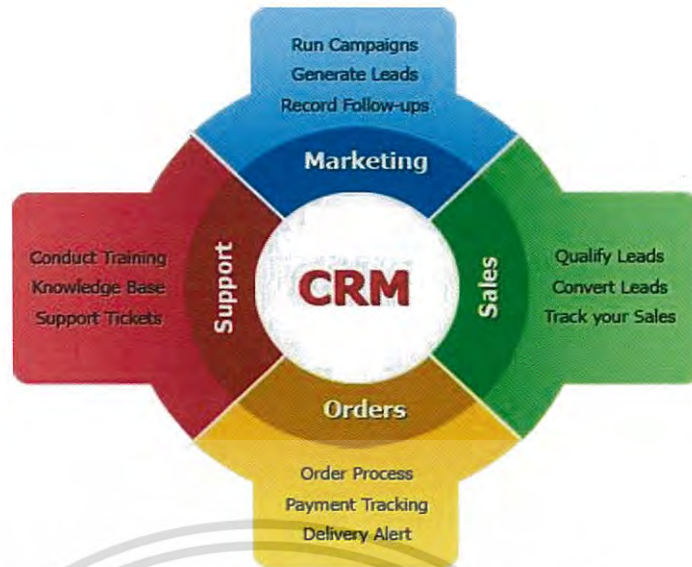 Run Campaigns
Generate Leads
Record Follow-ups
Marketing
Conduct Training
Knowledge Base
Support Tickets
Support
CRM
Sales
Qualify Leads
Convert Leads
Track your Sales
Orders
Order Process
Payment Tracking
Delivery Alert